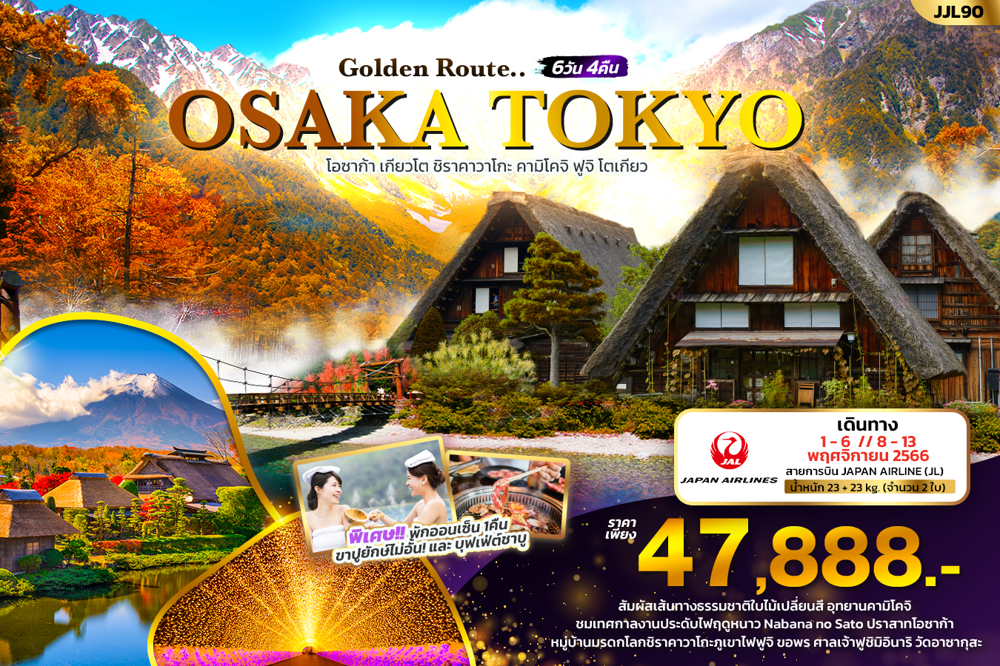 JJL90
Golden Route.. 6วัน 4คืน
OSAKA TOKYO
โอซาก้า เกียวโต ชิราคาวาโกะ คามิโคจิ ฟูจิ โตเกียว
เดินทาง
1 - 6 // 8 - 13
พฤศจิกายน 2566
สายการบิน JAPAN AIRLINE (JL)
น้ำหนัก 23 + 23 kg. (จำนวน 2 ใบ)
JAL
JAPAN AIRLINES
พิเศษ!! พักออนเซ็น 1คืน
ขาปูยักษ์ไม่อั้น! และ บุฟเฟ่ต์ชาบู
ราคา
เพียง
47,888.-
สัมผัสเส้นทางธรรมชาติใบไม้เปลี่ยนสี อุทยานคามิโคจิ
ชมเทศกาลงานประดับไฟฤดูหนาว Nabana no Sato ปราสาทโอซาก้า
หมู่บ้านมรดกโลกชิราคาวาโกะภูเขาไฟฟูจิ ขอพร ศาลเจ้าฟูชิมิอินาริ วัดอาซากุสะ